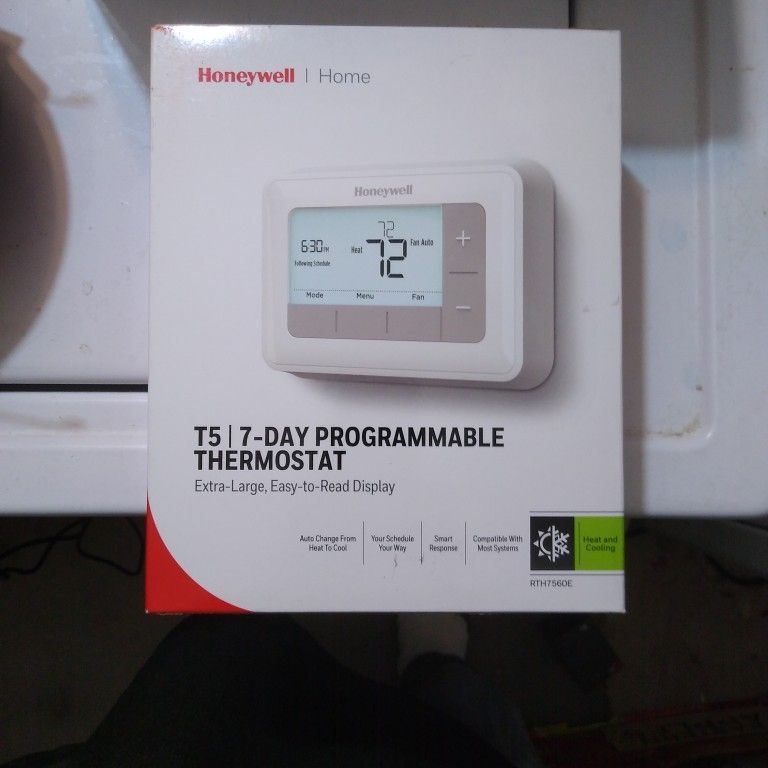 Honeywell | Home
Honeywell
72
6:30 PM
Heat
72
Fan Auto
Following Schedule
+
Mode Menu Fan
−
T5 | 7-DAY PROGRAMMABLE
THERMOSTAT
Extra-Large, Easy-to-Read Display
Auto Change From
Heat To Cool
Your Schedule
Your Way
Smart
Response
Compatible With
Most Systems
Heat and
Cooling
RTH7560E